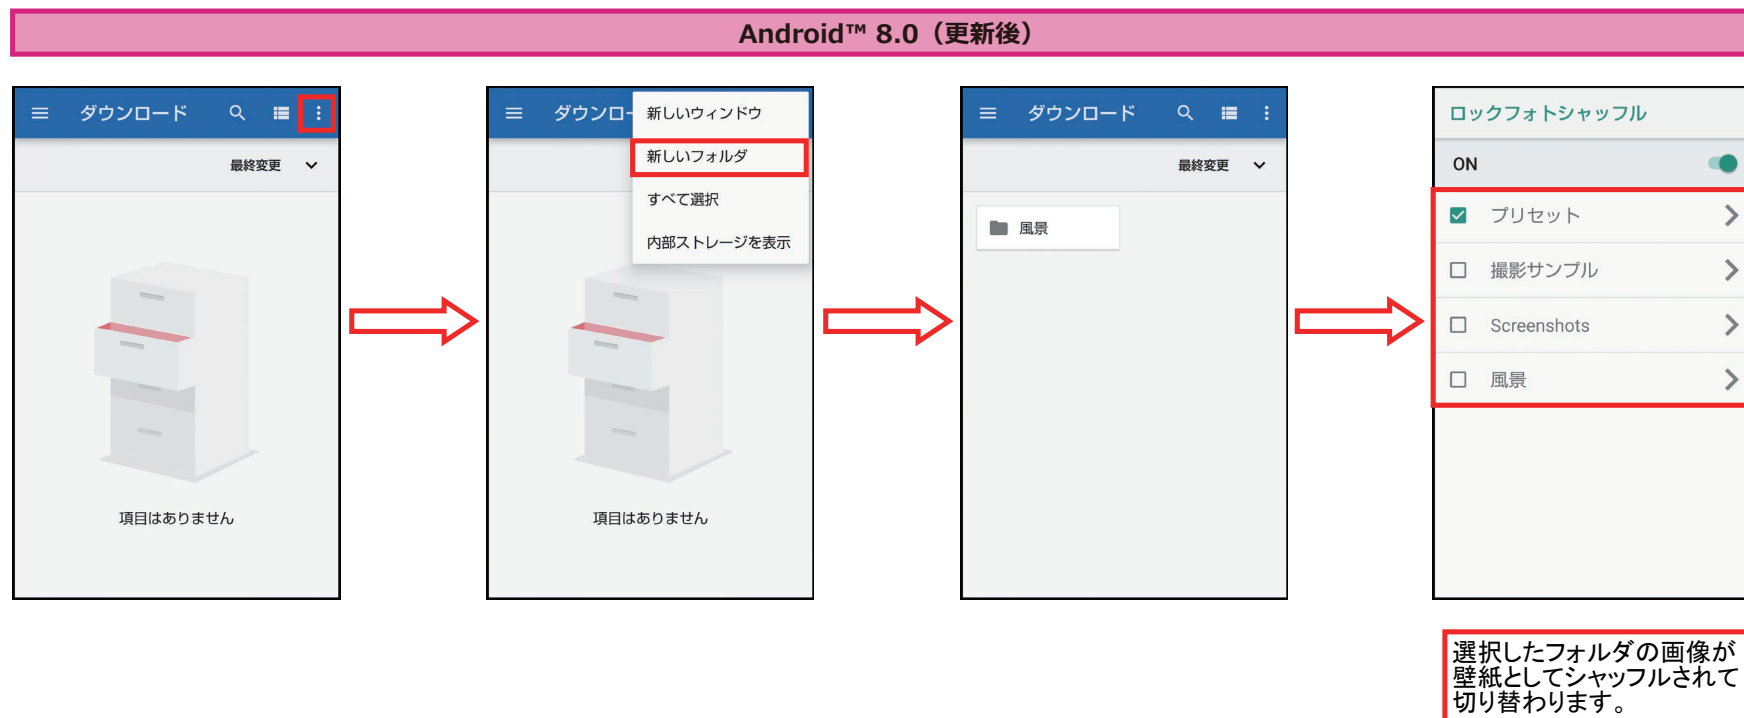 Android™ 8.0（更新後）
ダウンロード
最終変更
項目はありません
ダウンロー
新しいウィンドウ
新しいフォルダ
すべて選択
内部ストレージを表示
項目はありません
ダウンロード
最終変更
風景
ロックフォトシャッフル
ON
プリセット
撮影サンプル
Screenshots
風景
選択したフォルダの画像が
壁紙としてシャッフルされて
切り替わります。